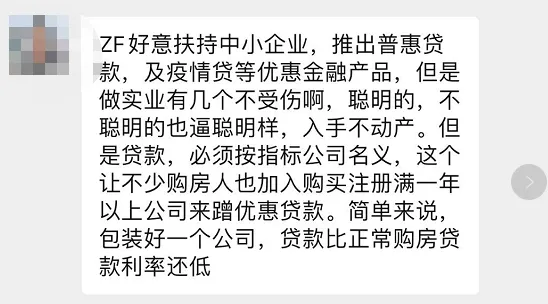 ZF好意扶持中小企业，推出普惠贷
款，及疫情贷等优惠金融产品，但是
做实业有几个不受伤啊，聪明的，不
聪明的也逼聪明样，入手不动产。但
是贷款，必须按指标公司名义，这个
让不少购房人也加入购买注册满一年
以上公司来蹭优惠贷款。简单来说，
包装好一个公司，贷款比正常购房贷
款利率还低